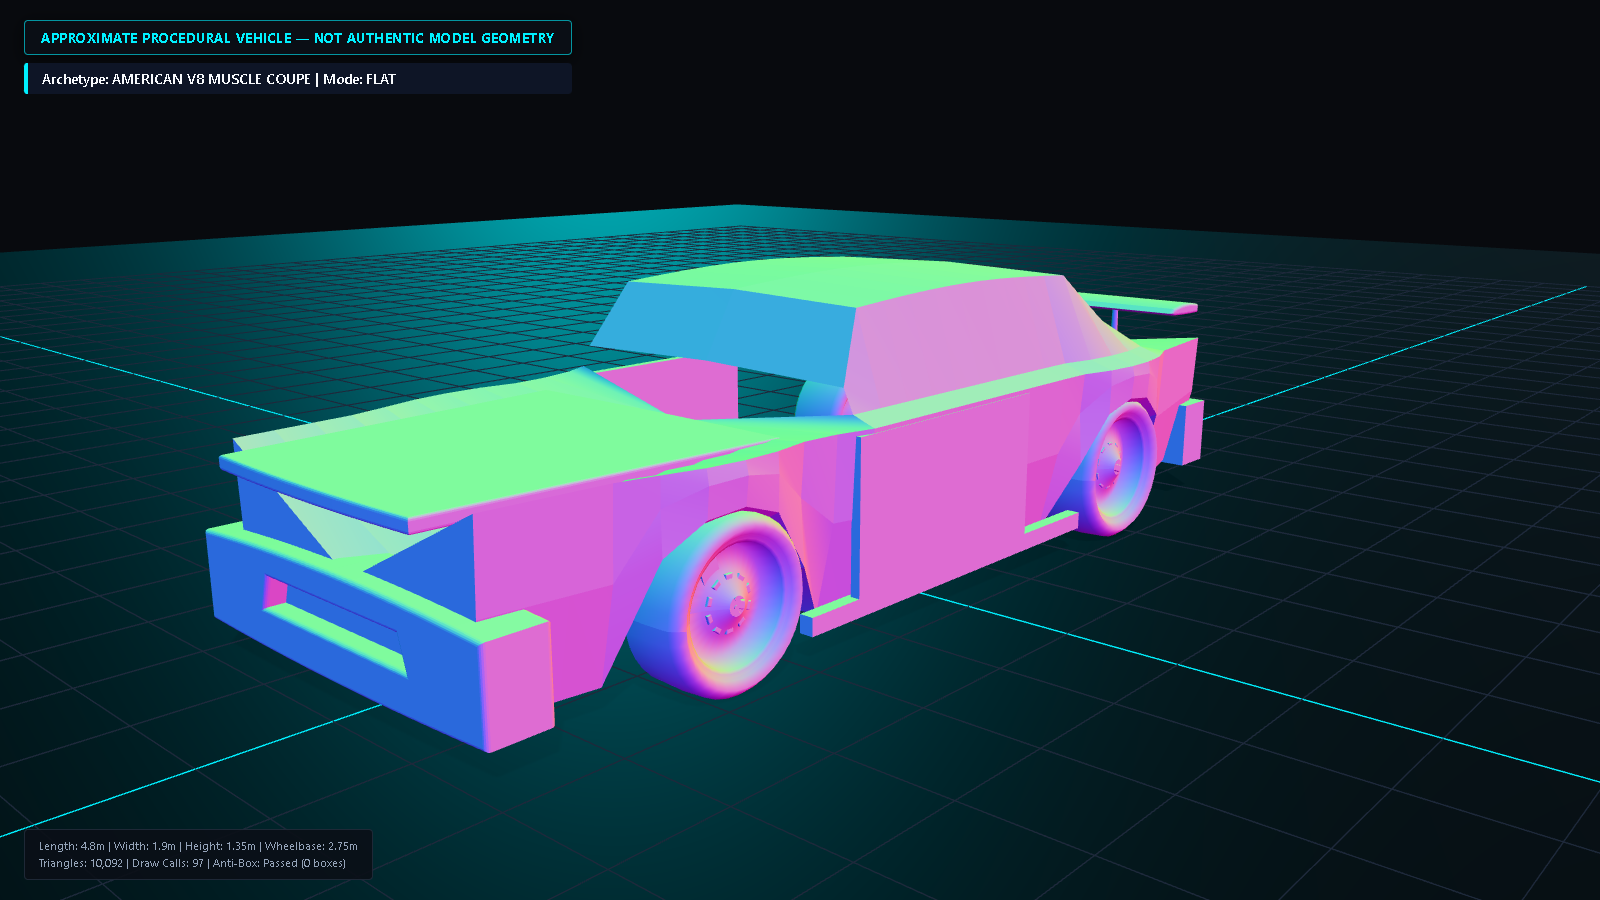 APPROXIMATE PROCEDURAL VEHICLE — NOT AUTHENTIC MODEL GEOMETRY
Archetype: AMERICAN V8 MUSCLE COUPE | Mode: FLAT
Length: 4.8m | Width: 1.9m | Height: 1.35m | Wheelbase: 2.75m
Triangles: 10,092 | Draw Calls: 97 | Anti-Box: Passed (0 boxes)